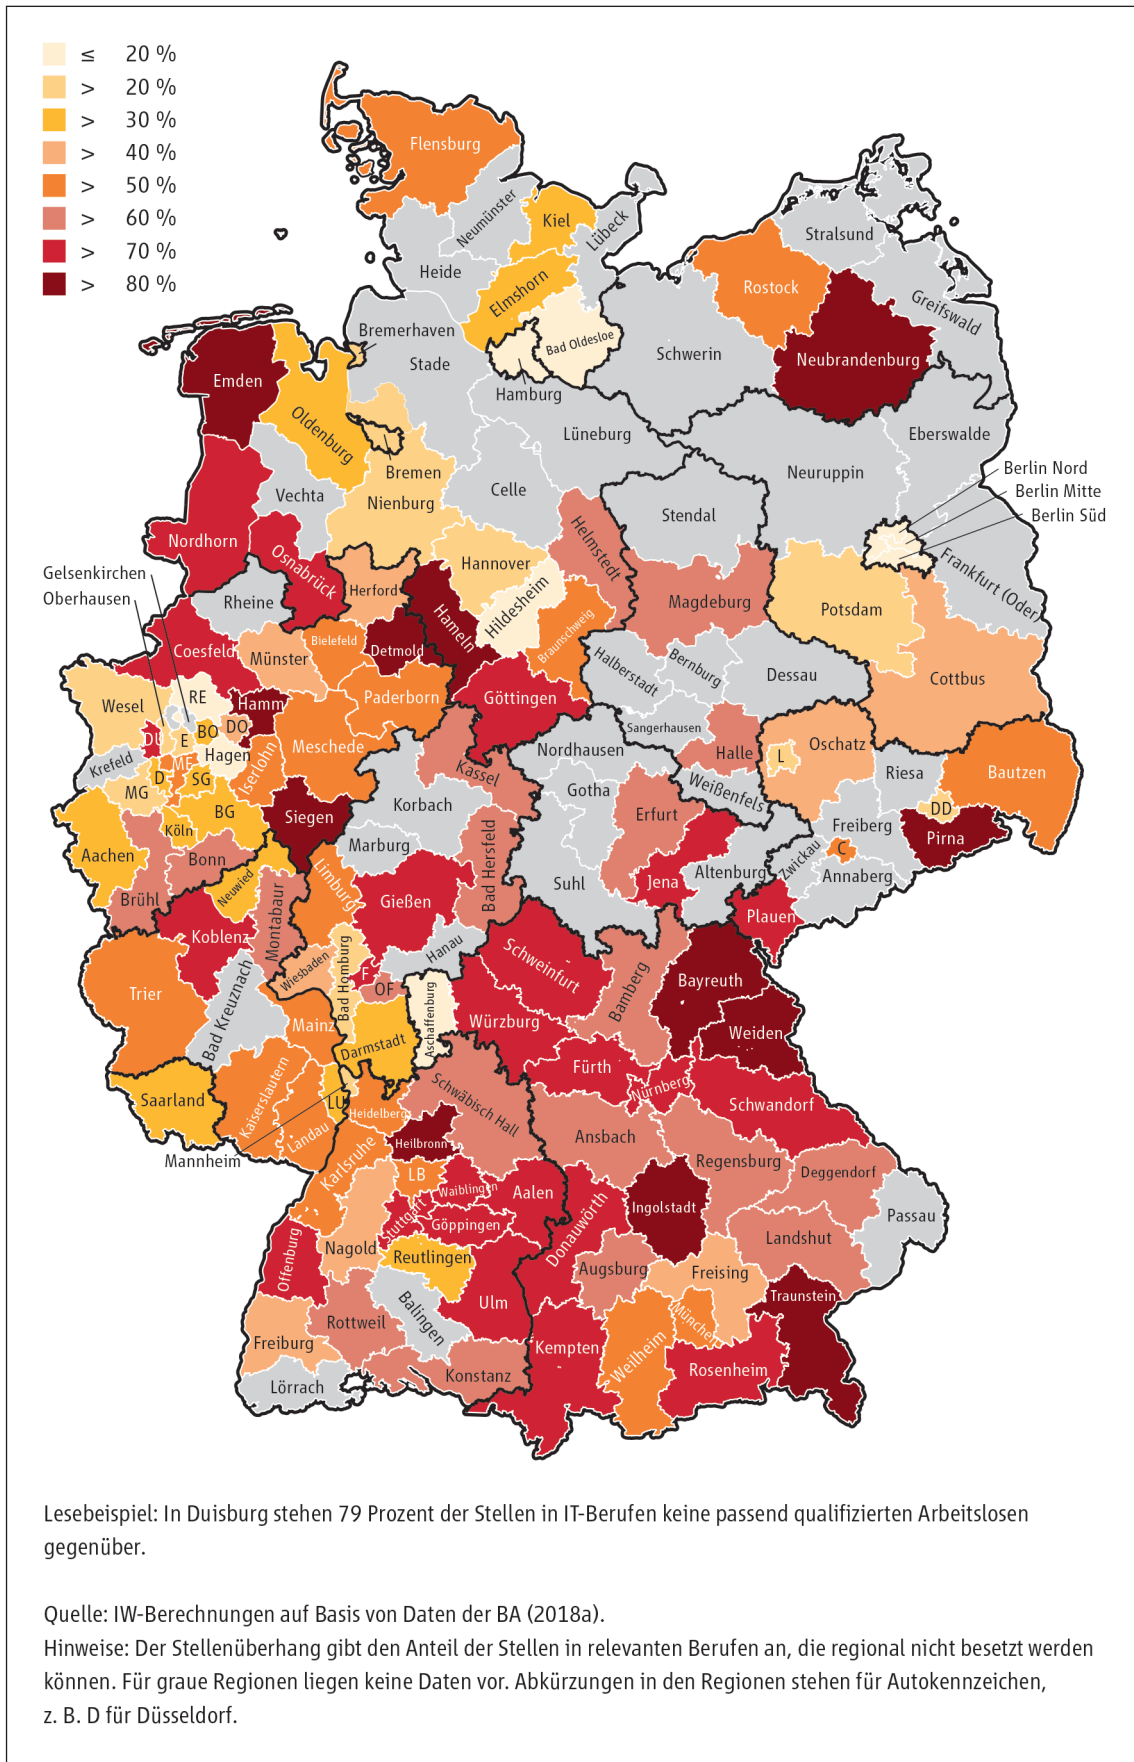 ≤ 20 %
> 20 %
> 30 %
> 40 %
> 50 %
> 60 %
> 70 %
> 80 %
Flensburg
Neumünster
Kiel
Lübeck
Heide
Elmshorn
Bad Oldesloe
Hamburg
Stralsund
Rostock
Greifswald
Schwerin
Neubrandenburg
Bremerhaven
Stade
Emden
Oldenburg
Lüneburg
Eberswalde
Neuruppin
Berlin Nord
Berlin Mitte
Berlin Süd
Bremen
Nienburg
Vechta
Celle
Stendal
Nordhorn
Osnabrück
Hannover
Helmstedt
Frankfurt (Oder)
Gelsenkirchen
Oberhausen
Rheine
Herford
Hameln
Hildesheim
Braunschweig
Magdeburg
Potsdam
Coesfeld
Münster
Bielefeld
Detmold
Halberstadt
Bernburg
Dessau
Cottbus
Wesel
RE
Hamm
Paderborn
Göttingen
Sangerhausen
DU
E
BO
DO
Meschede
Nordhausen
Halle
L
Oschatz
Krefeld
ME
Hagen
Iserlohn
Kassel
Weißenfels
Riesa
Bautzen
D
SG
MG
Gotha
DD
Aachen
Köln
BG
Siegen
Korbach
Erfurt
Freiberg
Pirna
Bonn
Marburg
Bad Hersfeld
C
Zwickau
Annaberg
Brühl
Neuwied
Limburg
Gießen
Suhl
Jena
Altenburg
Koblenz
Montabaur
Plauen
Hanau
Schweinfurt
Bamberg
Bayreuth
Trier
Wiesbaden
Bad Homburg
F
OF
Aschaffenburg
Bad Kreuznach
Mainz
Würzburg
Weiden
Darmstadt
Fürth
Nürnberg
Schwandorf
Saarland
Kaiserslautern
LU
Heidelberg
Schwäbisch Hall
Landau
Mannheim
Heilbronn
Ansbach
Regensburg
Deggendorf
Karlsruhe
LB
Waiblingen
Aalen
Ingolstadt
Passau
Stuttgart
Göppingen
Donauwörth
Landshut
Offenburg
Nagold
Reutlingen
Augsburg
Freising
Traunstein
Balingen
Ulm
München
Rottweil
Freiburg
Kempten
Weilheim
Rosenheim
Konstanz
Lörrach
Lesebeispiel: In Duisburg stehen 79 Prozent der Stellen in IT-Berufen keine passend qualifizierten Arbeitslosen
gegenüber.
Quelle: IW-Berechnungen auf Basis von Daten der BA (2018a).
Hinweise: Der Stellenüberhang gibt den Anteil der Stellen in relevanten Berufen an, die regional nicht besetzt werden
können. Für graue Regionen liegen keine Daten vor. Abkürzungen in den Regionen stehen für Autokennzeichen,
z. B. D für Düsseldorf.